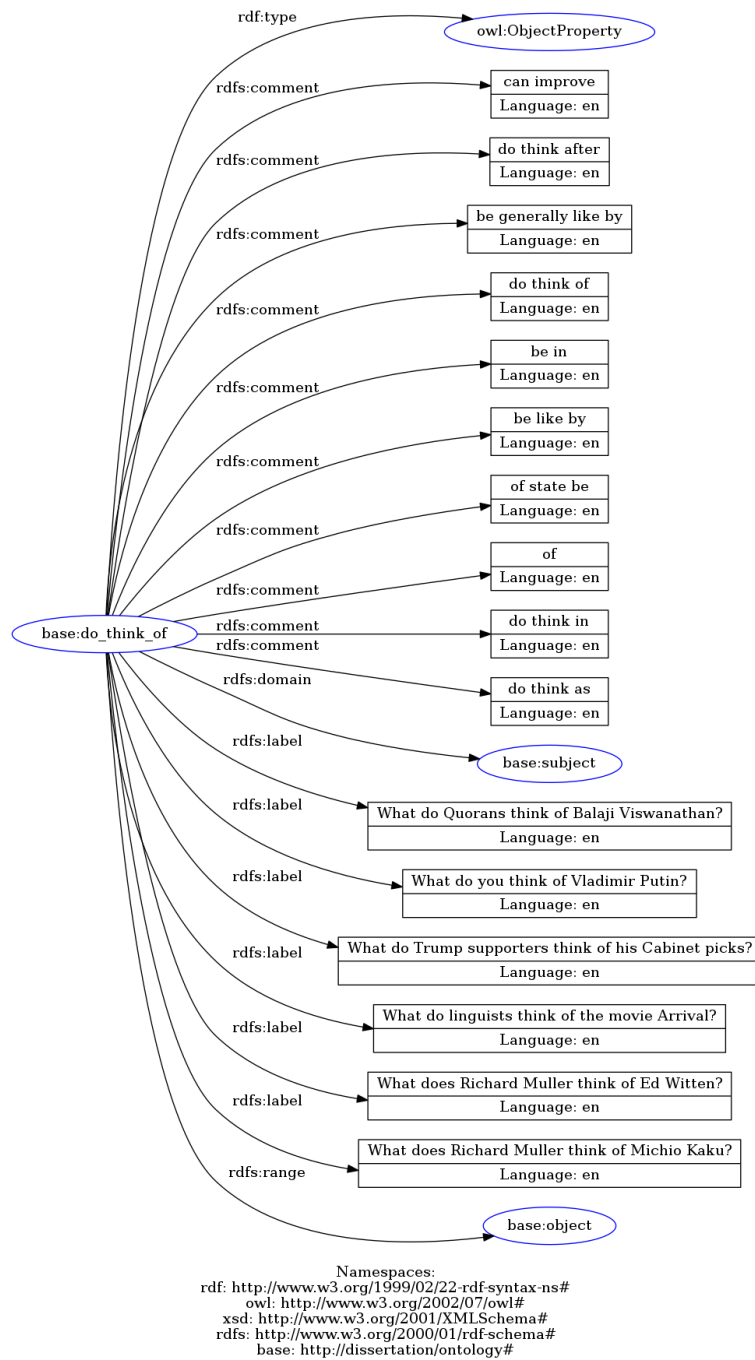 rdf:type
owl:ObjectProperty
rdfs:comment
can improve
Language: en
rdfs:comment
do think after
Language: en
rdfs:comment
be generally like by
Language: en
rdfs:comment
do think of
Language: en
rdfs:comment
be in
Language: en
rdfs:comment
be like by
Language: en
rdfs:comment
of state be
Language: en
rdfs:comment
of
Language: en
base:do_think_of
rdfs:comment
do think in
Language: en
rdfs:comment
do think as
Language: en
rdfs:domain
base:subject
rdfs:label
What do Quorans think of Balaji Viswanathan?
Language: en
rdfs:label
What do you think of Vladimir Putin?
Language: en
rdfs:label
What do Trump supporters think of his Cabinet picks?
Language: en
rdfs:label
What do linguists think of the movie Arrival?
Language: en
rdfs:label
What does Richard Muller think of Ed Witten?
Language: en
rdfs:label
What does Richard Muller think of Michio Kaku?
Language: en
rdfs:range
base:object
Namespaces:
rdf: http://www.w3.org/1999/02/22-rdf-syntax-ns#
owl: http://www.w3.org/2002/07/owl#
xsd: http://www.w3.org/2001/XMLSchema#
rdfs: http://www.w3.org/2000/01/rdf-schema#
base: http://dissertation/ontology#